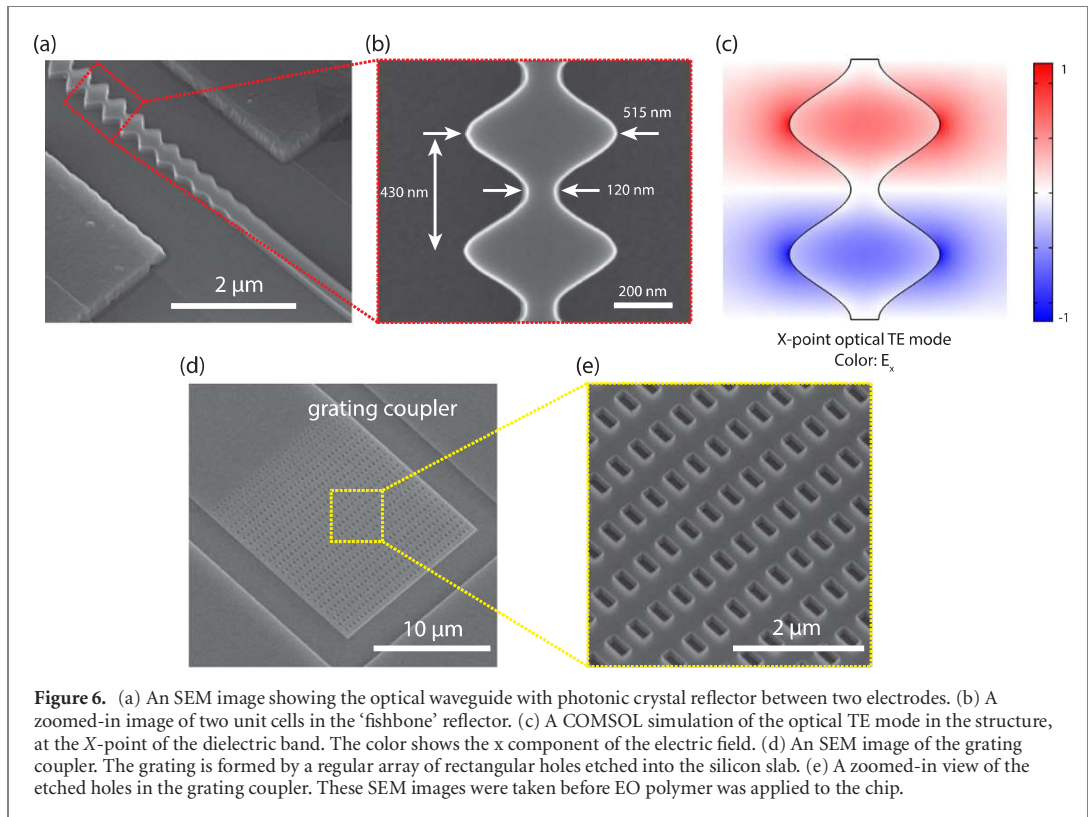 (a)
(b)
(c)
2 μm
515 nm
430 nm
120 nm
200 nm
1
-1
X-point optical TE mode
Color: Ex
(d)
(e)
grating coupler
10 μm
2 μm
Figure 6. (a) An SEM image showing the optical waveguide with photonic crystal reflector between two electrodes. (b) A
zoomed-in image of two unit cells in the ‘fishbone’ reflector. (c) A COMSOL simulation of the optical TE mode in the structure,
at the X-point of the dielectric band. The color shows the x component of the electric field. (d) An SEM image of the grating
coupler. The grating is formed by a regular array of rectangular holes etched into the silicon slab. (e) A zoomed-in view of the
etched holes in the grating coupler. These SEM images were taken before EO polymer was applied to the chip.